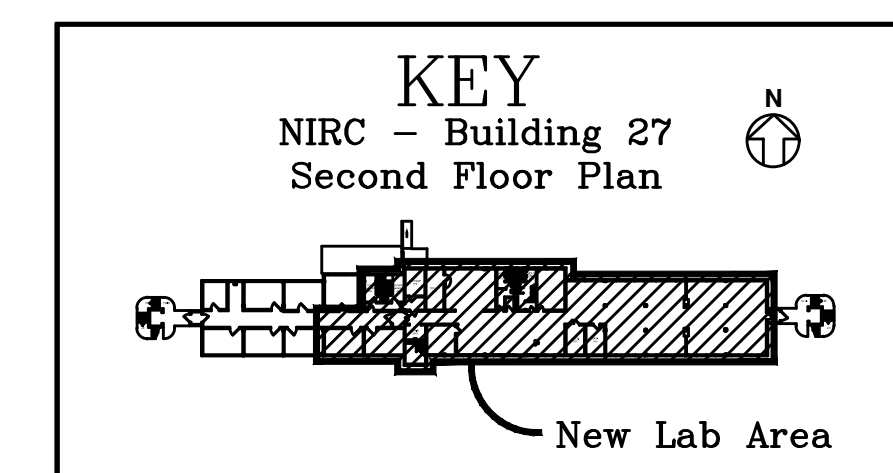 KEY
N
NIRC – Building 27
Second Floor Plan
New Lab Area